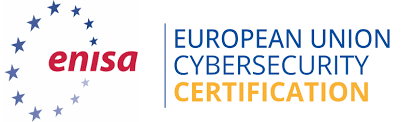 enisa
EUROPEAN UNION
CYBERSECURITY
CERTIFICATION